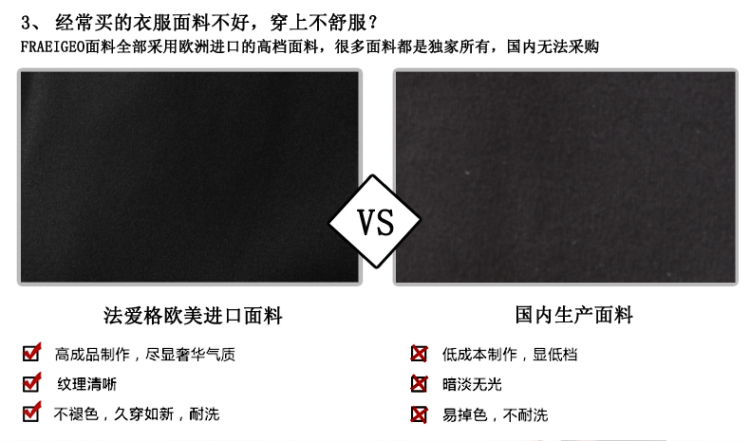 3、 经常买的衣服面料不好，穿上不舒服？
FRAEIGEO面料全部采用欧洲进口的高档面料，很多面料都是独家所有，国内无法采购
VS
法爱格欧美进口面料
国内生产面料
高成品制作，尽显奢华气质
低成本制作，显低档
纹理清晰
暗淡无光
不褪色，久穿如新，耐洗
易掉色，不耐洗